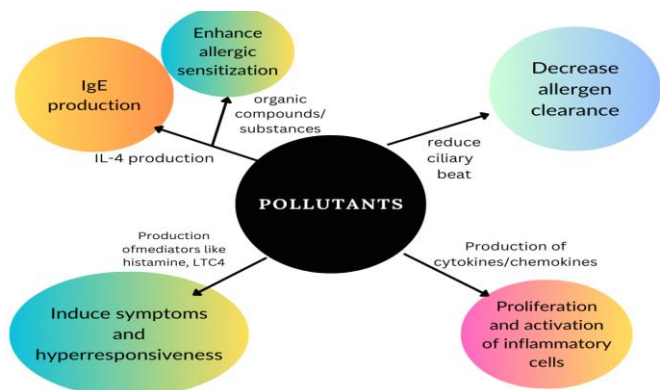 Enhance
allergic
sensitization
IgE
production
organic
compounds/
substances
IL-4 production
Decrease
allergen
clearance
reduce
ciliary
beat
POLLUTANTS
Production
ofmediators like
histamine, LTC4
Production of
cytokines/chemokines
Induce symptoms
and
hyperresponsiveness
Proliferation
and activation
of inflammatory
cells